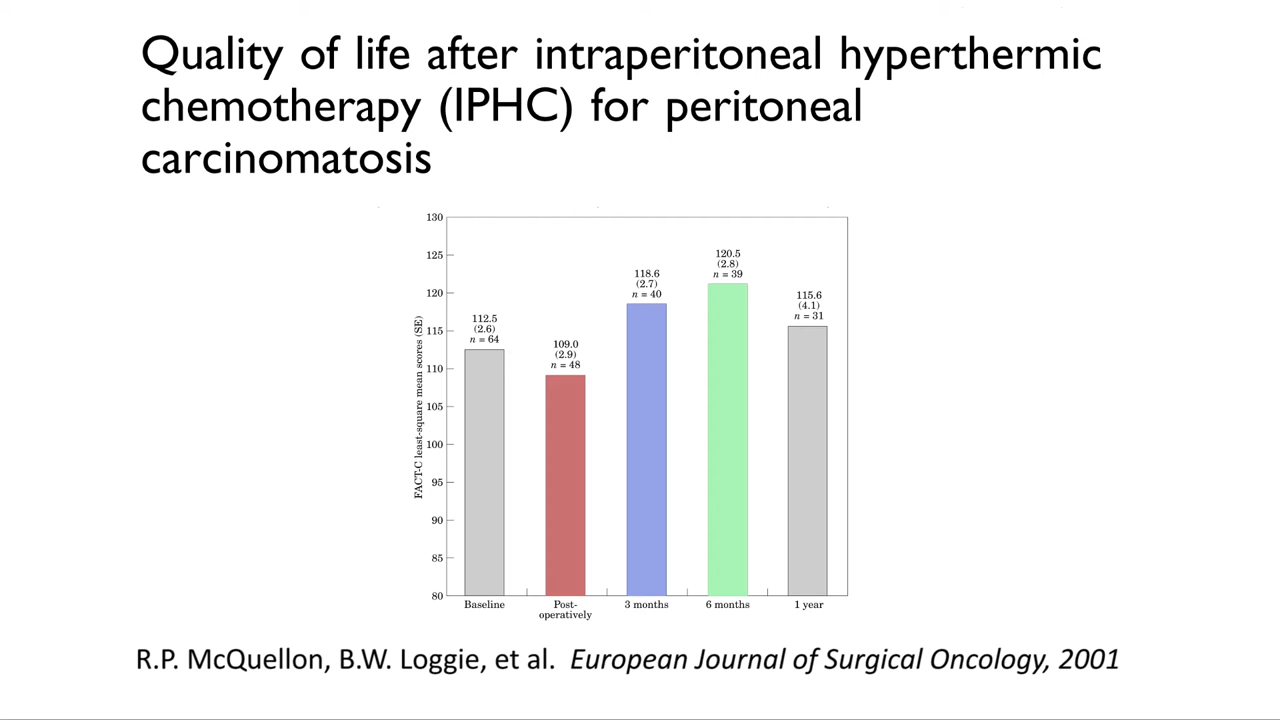 Quality of life after intraperitoneal hyperthermic
chemotherapy (IPHC) for peritoneal
carcinomatosis
FACT-C least-square mean scores (SE)
130
125
120
115
110
105
100
95
90
85
80
112.5
(2.6)
n = 64
109.0
(2.9)
n = 48
118.6
(2.7)
n = 40
120.5
(2.8)
n = 39
115.6
(4.1)
n = 31
Baseline
Post-
operatively
3 months
6 months
1 year
R.P. McQuellon, B.W. Loggie, et al. European Journal of Surgical Oncology, 2001